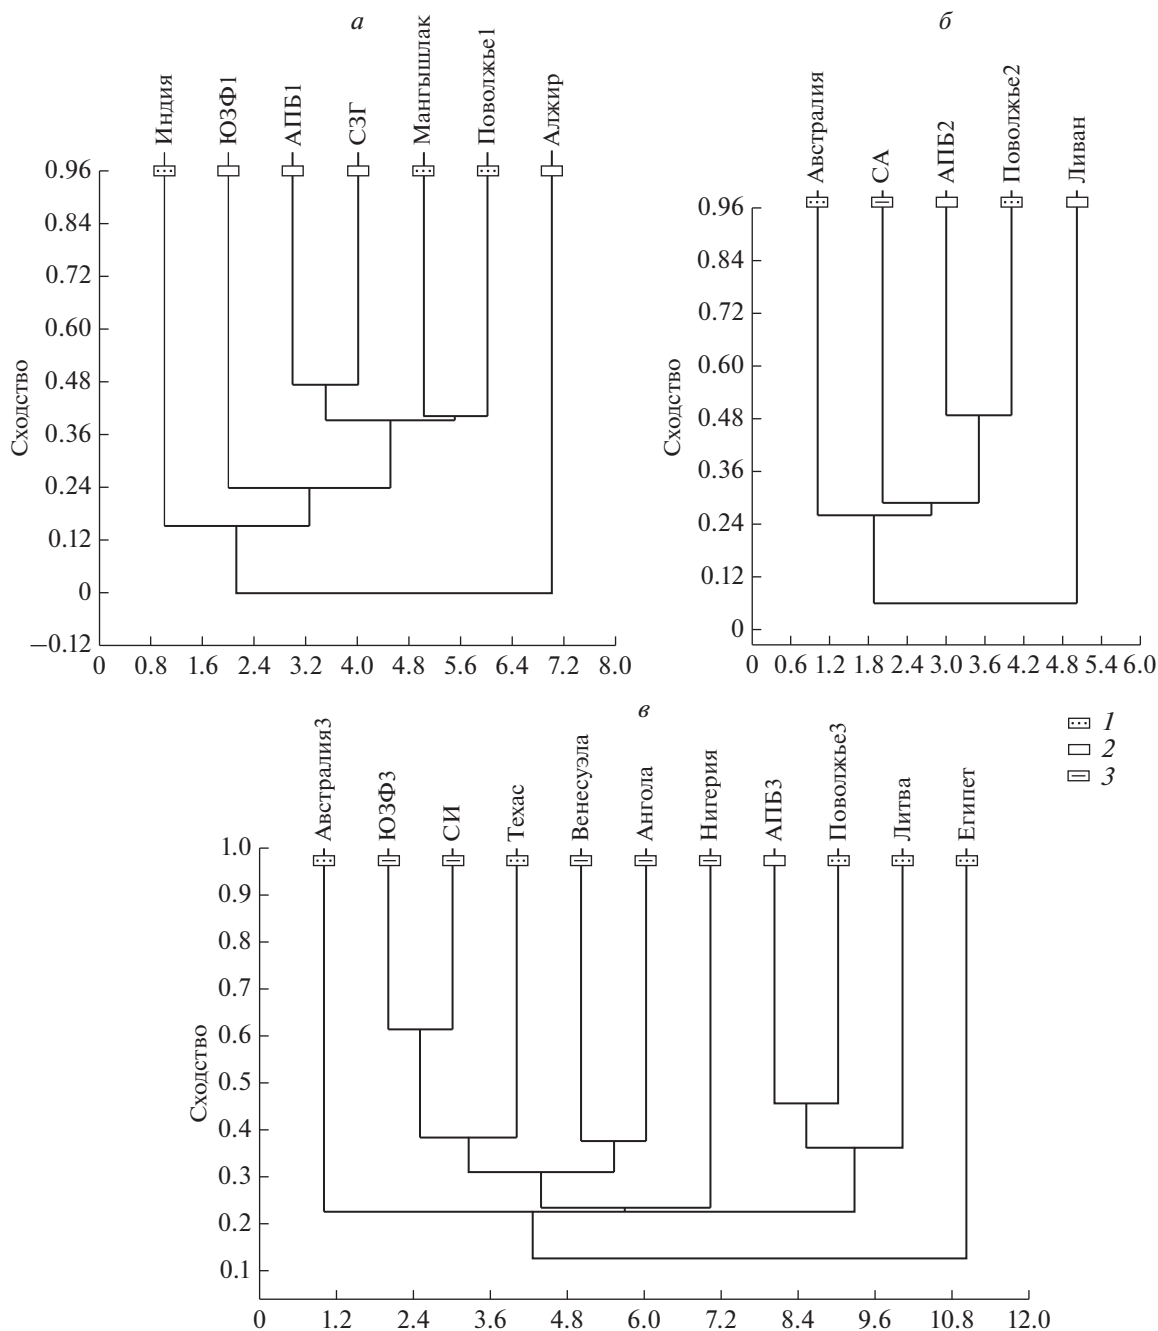 а
Индия
ЮЗФ1
АПБ1
СЗГ
Мангышлак
Поволжье1
Алжир
0.96
0.84
0.72
0.60
0.48
0.36
0.24
0.12
0
−0.12
Сходство
0 0.8 1.6 2.4 3.2 4.0 4.8 5.6 6.4 7.2 8.0
б
Австралия
СА
АПБ2
Поволжье2
Ливан
0.96
0.84
0.72
0.60
0.48
0.36
0.24
0.12
0
Сходство
0 0.6 1.2 1.8 2.4 3.0 3.6 4.2 4.8 5.4 6.0
в
Австралия3
ЮЗФ3
СИ
Техас
Венесуэла
Ангола
Нигерия
АПБ3
Поволжье3
Литва
Египет
1
2
3
1.0
0.9
0.8
0.7
0.6
0.5
0.4
0.3
0.2
0.1
Сходство
0 1.2 2.4 3.6 4.8 6.0 7.2 8.4 9.6 10.8 12.0